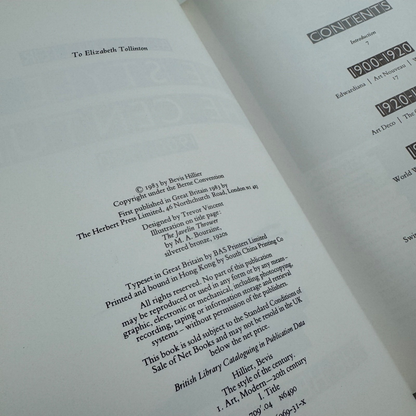 To Elizabeth Tollinton
© 1983 by Bevis Hillier
Copyright under the Berne Convention
First published in Great Britain 1983 by
The Herbert Press Limited, 46 Northchurch Road, London N1 4EJ
Designed by Trevor Vincent
Illustration on title page:
The Javelin Thrower
by M. A. Bouraine,
silvered bronze, 1920s
Typeset in Great Britain by BAS Printers Limited
Printed and bound in Hong Kong by South China Printing Co
All rights reserved. No part of this publication
may be reproduced or used in any form or by any means –
graphic, electronic or mechanical, including photocopying,
recording, taping or information storage and retrieval
systems – without permission of the publishers.
This book is sold subject to the Standard Conditions of
Sale of Net Books and may not be resold in the UK
below the net price.
British Library Cataloguing in Publication Data
Hillier, Bevis
The style of the century.
1. Art, Modern—20th century
I. Title
709'.04 N6490
CONTENTS
Introduction
7
1900-1920
Edwardiana | Art Nouveau |
17
1920-1
Art Deco | The
World W
Swi